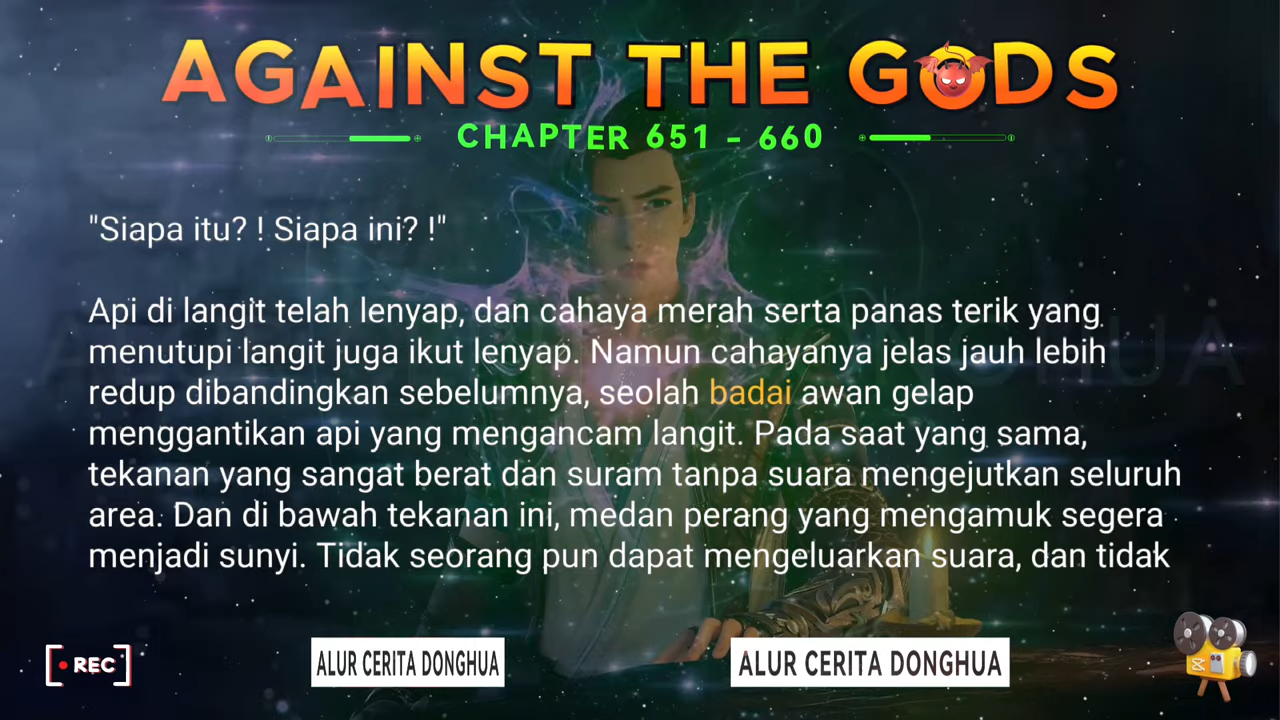 AGAINST THE GODS
CHAPTER 651 - 660
"Siapa itu? ! Siapa ini? !"
Api di langit telah lenyap, dan cahaya merah serta panas terik yang
menutupi langit juga ikut lenyap. Namun cahayanya jelas jauh lebih
redup dibandingkan sebelumnya, seolah badai awan gelap
menggantikan api yang mengancam langit. Pada saat yang sama,
tekanan yang sangat berat dan suram tanpa suara mengejutkan seluruh
area. Dan di bawah tekanan ini, medan perang yang mengamuk segera
menjadi sunyi. Tidak seorang pun dapat mengeluarkan suara, dan tidak
REC
ALUR CERITA DONGHUA
ALUR CERITA DONGHUA